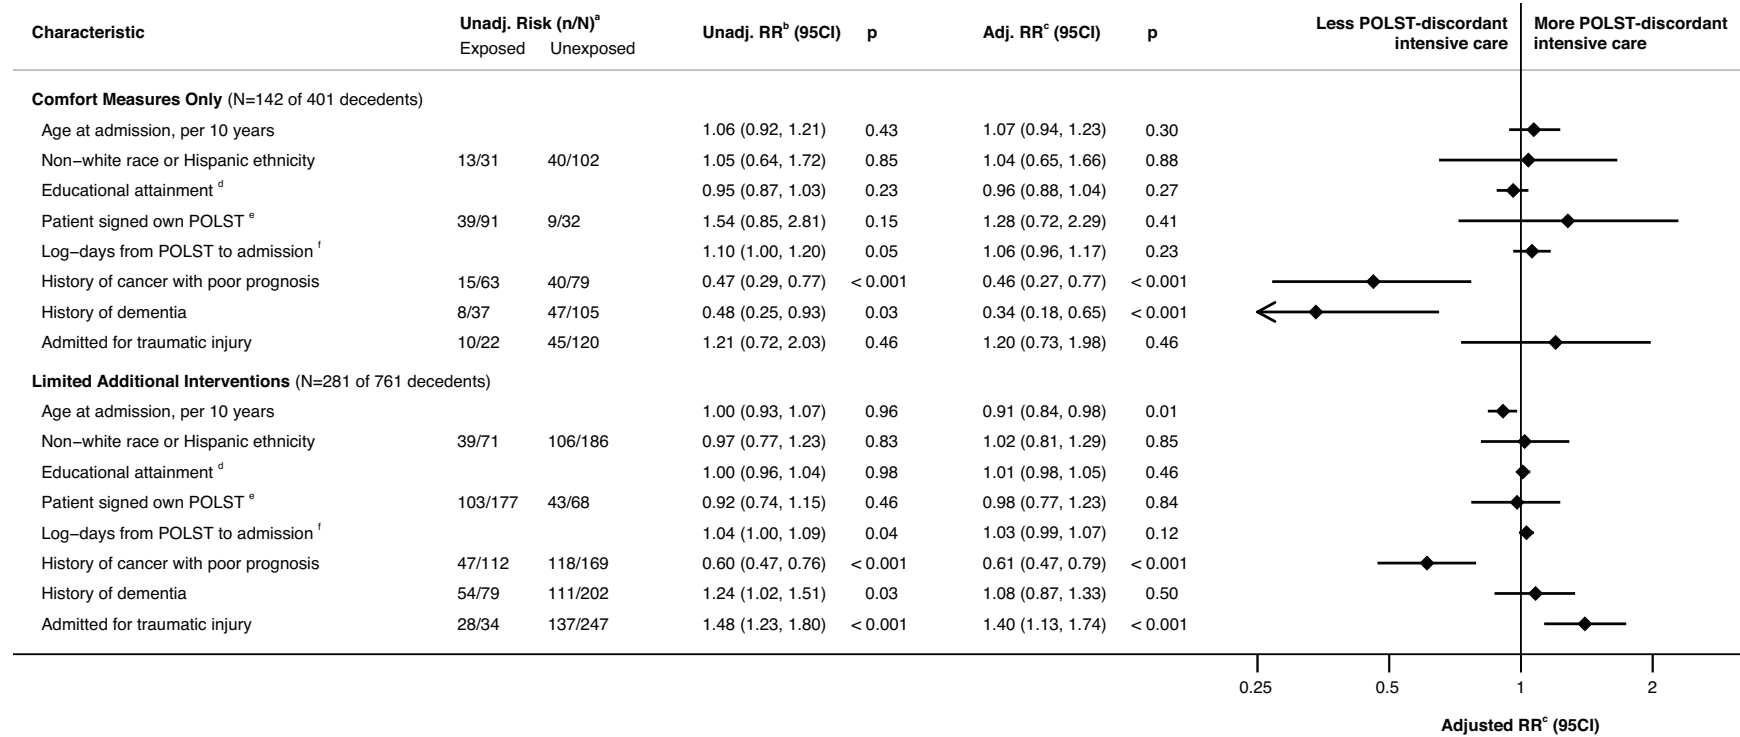 Characteristic Unadj. Risk (n/N)a Unadj. RRb (95CI) p Adj. RRc (95CI) p Less POLST-discordant intensive care More POLST-discordant intensive care
Exposed Unexposed
Comfort Measures Only (N=142 of 401 decedents)
Age at admission, per 10 years 1.06 (0.92, 1.21) 0.43 1.07 (0.94, 1.23) 0.30
Non−white race or Hispanic ethnicity 13/31 40/102 1.05 (0.64, 1.72) 0.85 1.04 (0.65, 1.66) 0.88
Educational attainment d 0.95 (0.87, 1.03) 0.23 0.96 (0.88, 1.04) 0.27
Patient signed own POLST e 39/91 9/32 1.54 (0.85, 2.81) 0.15 1.28 (0.72, 2.29) 0.41
Log−days from POLST to admission f 1.10 (1.00, 1.20) 0.05 1.06 (0.96, 1.17) 0.23
History of cancer with poor prognosis 15/63 40/79 0.47 (0.29, 0.77) < 0.001 0.46 (0.27, 0.77) < 0.001
History of dementia 8/37 47/105 0.48 (0.25, 0.93) 0.03 0.34 (0.18, 0.65) < 0.001
Admitted for traumatic injury 10/22 45/120 1.21 (0.72, 2.03) 0.46 1.20 (0.73, 1.98) 0.46
Limited Additional Interventions (N=281 of 761 decedents)
Age at admission, per 10 years 1.00 (0.93, 1.07) 0.96 0.91 (0.84, 0.98) 0.01
Non−white race or Hispanic ethnicity 39/71 106/186 0.97 (0.77, 1.23) 0.83 1.02 (0.81, 1.29) 0.85
Educational attainment d 1.00 (0.96, 1.04) 0.98 1.01 (0.98, 1.05) 0.46
Patient signed own POLST e 103/177 43/68 0.92 (0.74, 1.15) 0.46 0.98 (0.77, 1.23) 0.84
Log−days from POLST to admission f 1.04 (1.00, 1.09) 0.04 1.03 (0.99, 1.07) 0.12
History of cancer with poor prognosis 47/112 118/169 0.60 (0.47, 0.76) < 0.001 0.61 (0.47, 0.79) < 0.001
History of dementia 54/79 111/202 1.24 (1.02, 1.51) 0.03 1.08 (0.87, 1.33) 0.50
Admitted for traumatic injury 28/34 137/247 1.48 (1.23, 1.80) < 0.001 1.40 (1.13, 1.74) < 0.001
0.25 0.5 1 2
Adjusted RRc (95CI)